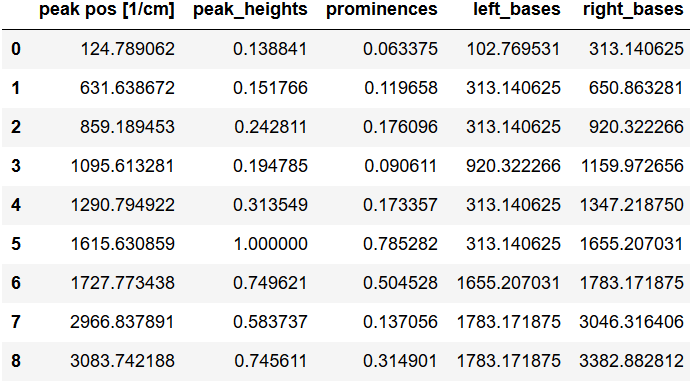 peak pos [1/cm] peak_heights prominences left_bases right_bases
0 124.789062 0.138841 0.063375 102.769531 313.140625
1 631.638672 0.151766 0.119658 313.140625 650.863281
2 859.189453 0.242811 0.176096 313.140625 920.322266
3 1095.613281 0.194785 0.090611 920.322266 1159.972656
4 1290.794922 0.313549 0.173357 313.140625 1347.218750
5 1615.630859 1.000000 0.785282 313.140625 1655.207031
6 1727.773438 0.749621 0.504528 1655.207031 1783.171875
7 2966.837891 0.583737 0.137056 1783.171875 3046.316406
8 3083.742188 0.745611 0.314901 1783.171875 3382.882812